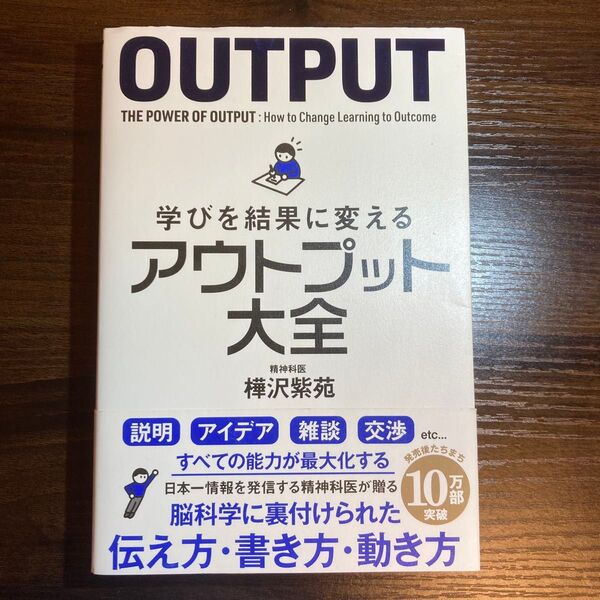 OUTPUT
THE POWER OF OUTPUT : How to Change Learning to Outcome
学びを結果に変える
アウトプット
大全
精神科医
樺沢紫苑
説明 アイデア 雑談 交渉 etc...
すべての能力が最大化する
日本一情報を発信する精神科医が贈る
脳科学に裏付けられた
伝え方・書き方・動き方
発売後たちまち
10万部
突破